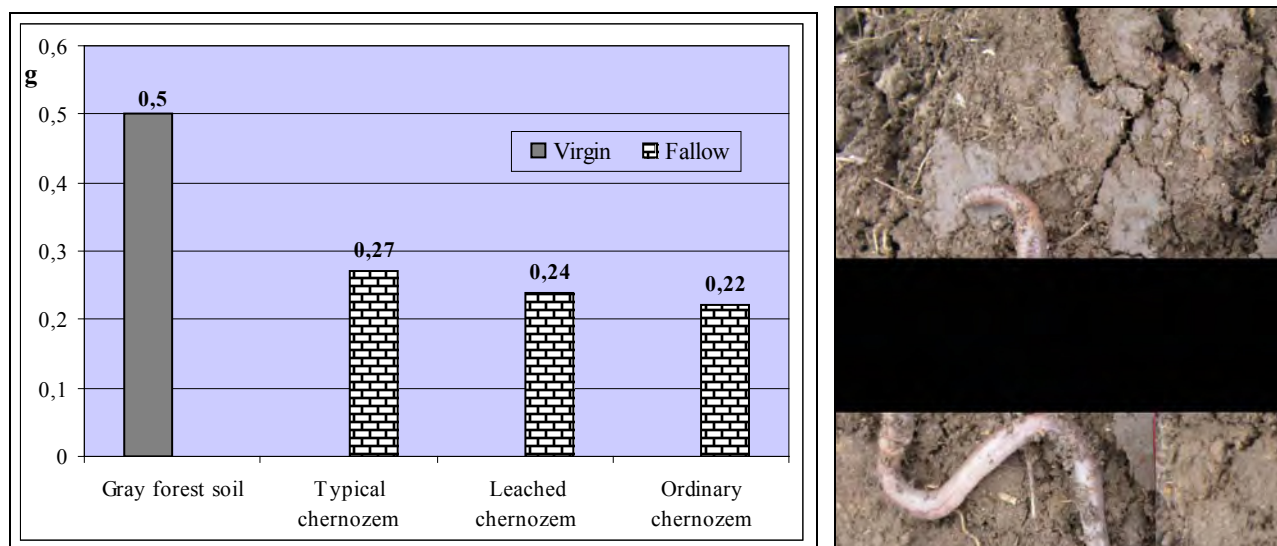 0,6
g
0,5
0,5
Virgin Fallow
0,4
0,3
0,27
0,24
0,22
0,2
0,1
0
Gray forest soil
Typical
chernozem
Leached
chernozem
Ordinary
chernozem